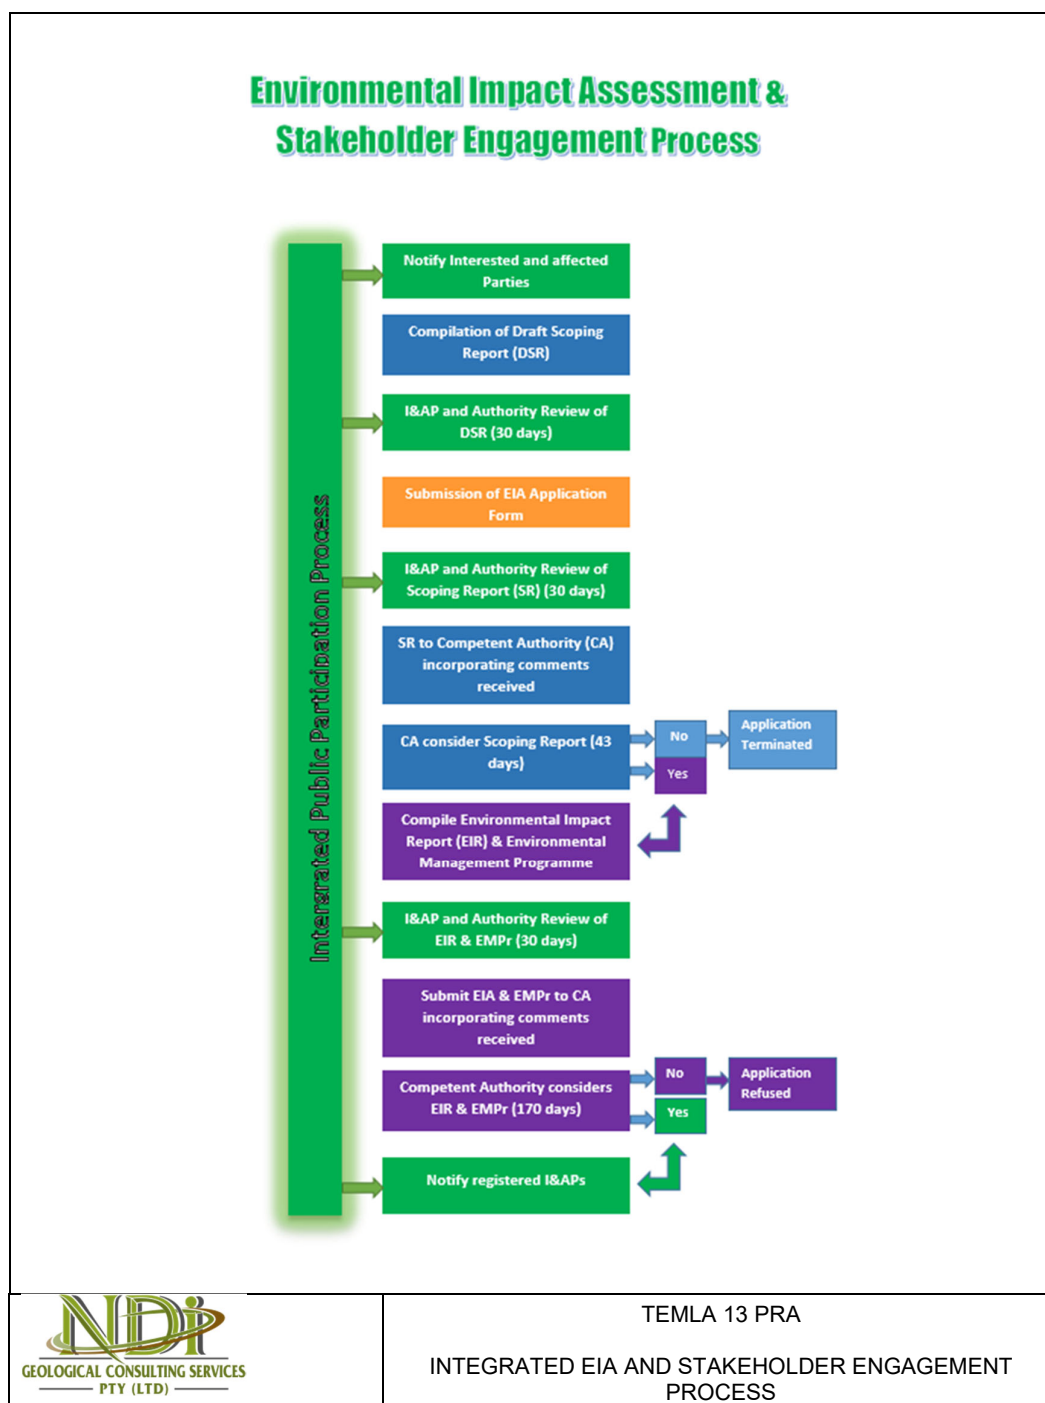 Environmental Impact Assessment &
Stakeholder Engagement Process
Intergrated Public Participation Process
Notify Interested and affected
Parties
Compilation of Draft Scoping
Report (DSR)
I&AP and Authority Review of
DSR (30 days)
Submission of EIA Application
Form
I&AP and Authority Review of
Scoping Report (SR) (30 days)
SR to Competent Authority (CA)
incorporating comments
received
CA consider Scoping Report (43
days)
No
Yes
Application
Terminated
Compile Environmental Impact
Report (EIR) & Environmental
Management Programme
I&AP and Authority Review of
EIR & EMPr (30 days)
Submit EIA & EMPr to CA
incorporating comments
received
Competent Authority considers
EIR & EMPr (170 days)
No
Yes
Application
Refused
Notify registered I&APs
NDi
GEOLOGICAL CONSULTING SERVICES
PTY (LTD)
TEMLA 13 PRA
INTEGRATED EIA AND STAKEHOLDER ENGAGEMENT
PROCESS